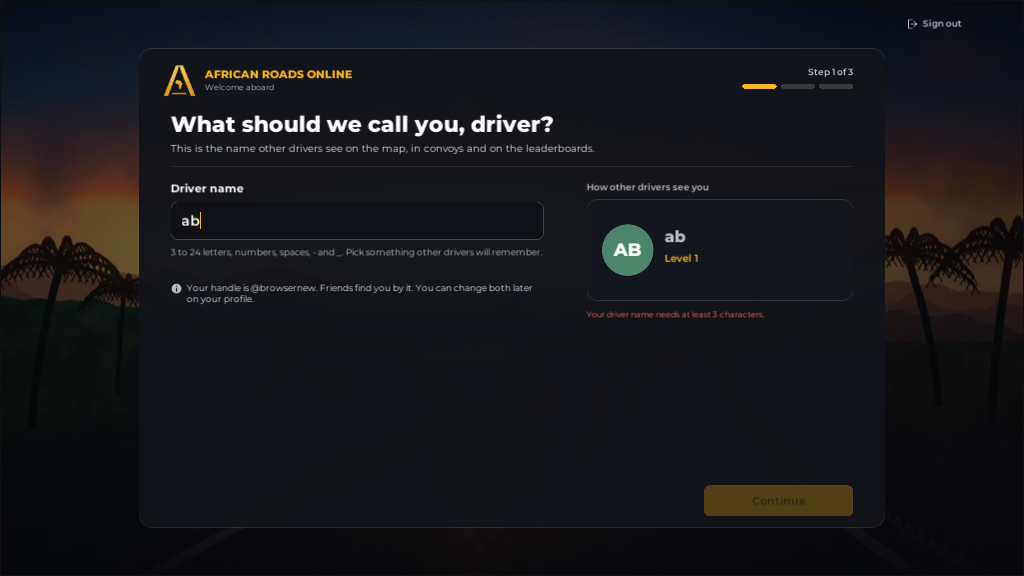 Sign out
AFRICAN ROADS ONLINE
Welcome aboard
Step 1 of 3
What should we call you, driver?
This is the name other drivers see on the map, in convoys and on the leaderboards.
Driver name
ab
3 to 24 letters, numbers, spaces, - and _. Pick something other drivers will remember.
Your handle is @browsernew. Friends find you by it. You can change both later
on your profile.
How other drivers see you
AB
ab
Level 1
Your driver name needs at least 3 characters.
Continue